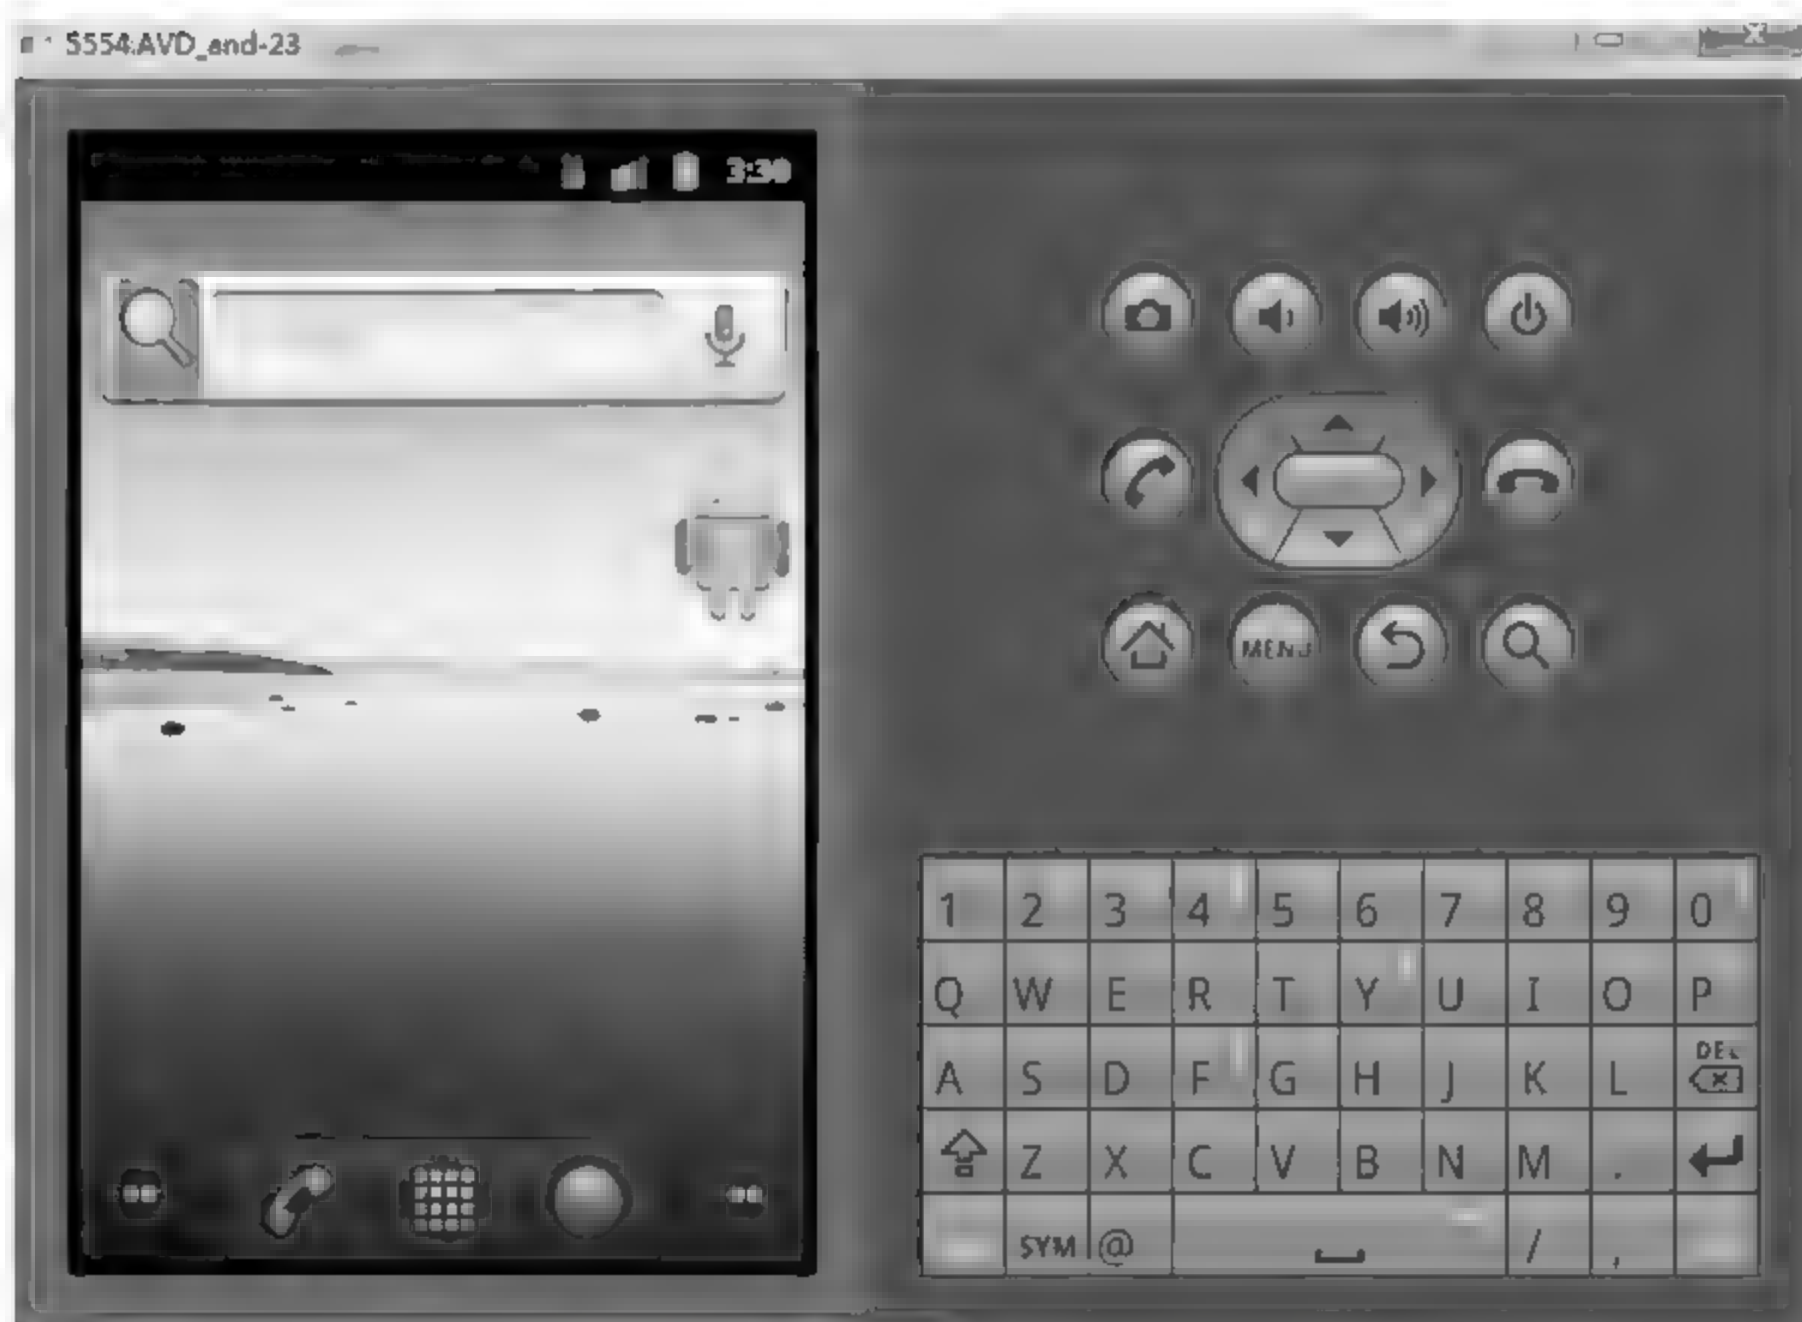 5554:AVD_and-23
3:30
MENU
1 2 3 4 5 6 7 8 9 0
Q W E R T Y U I O P
A S D F G H J K L DEL
Z X C V B N M .
SYM @ / ,